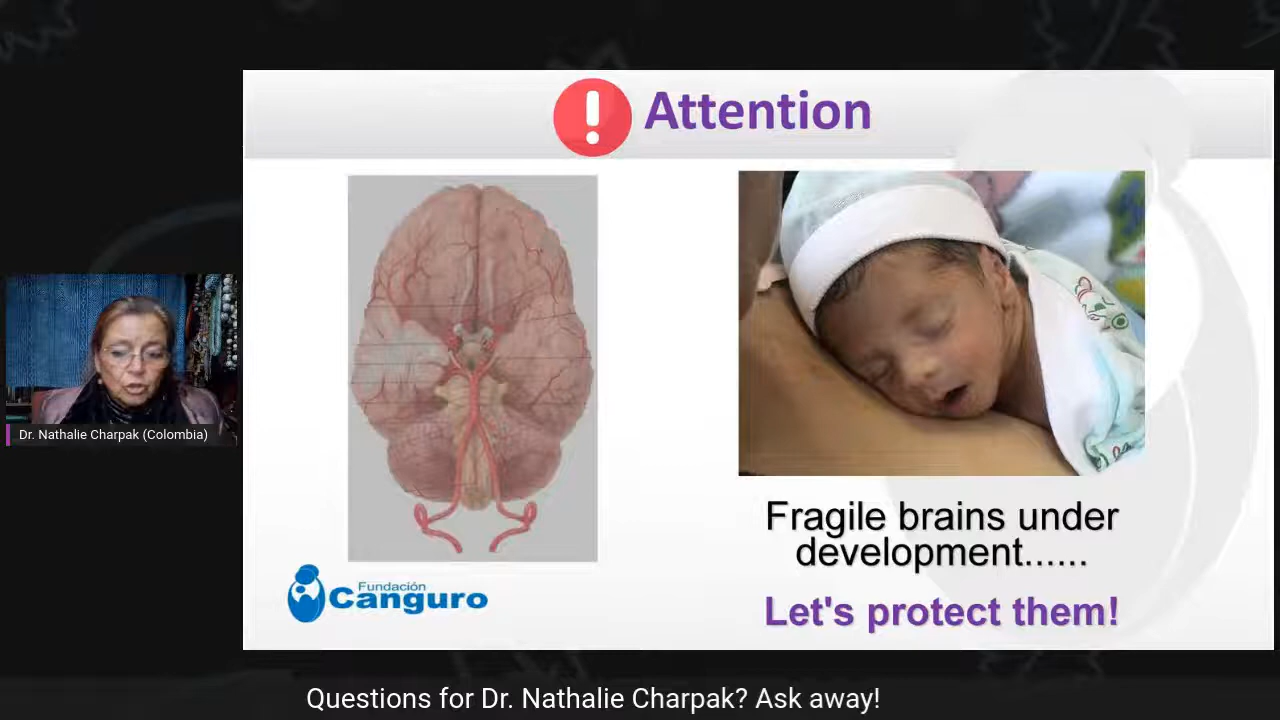 Attention
Dr. Nathalie Charpak (Colombia)
Fragile brains under
development......
Let's protect them!
Fundación
Canguro
Questions for Dr. Nathalie Charpak? Ask away!